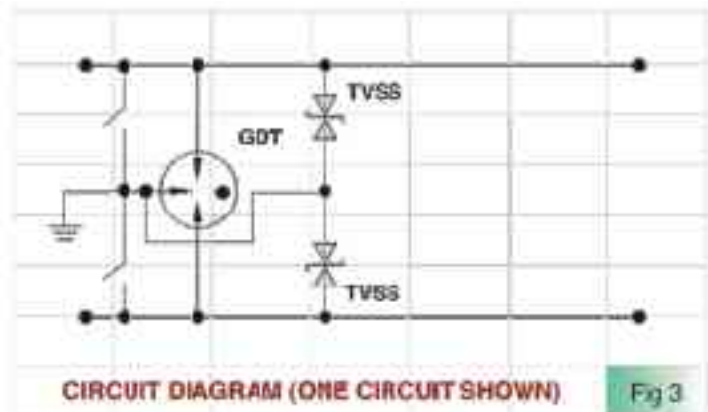 TVSS
GDT
TVSS
CIRCUIT DIAGRAM (ONE CIRCUIT SHOWN)
Fig 3